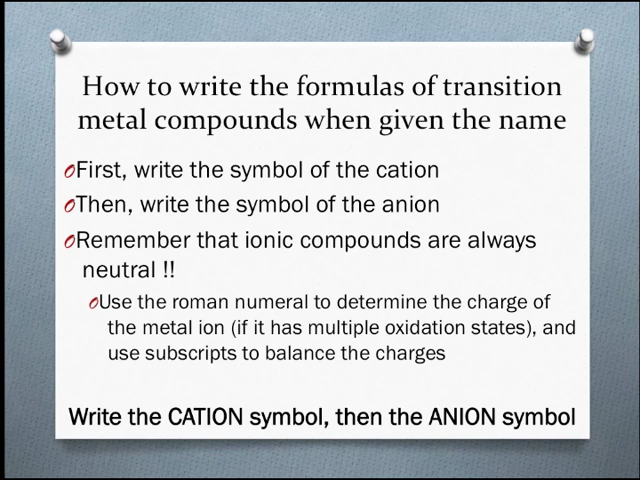 How to write the formulas of transition
metal compounds when given the name
First, write the symbol of the cation
Then, write the symbol of the anion
Remember that ionic compounds are always
neutral !!
Use the roman numeral to determine the charge of
the metal ion (if it has multiple oxidation states), and
use subscripts to balance the charges
Write the CATION symbol, then the ANION symbol